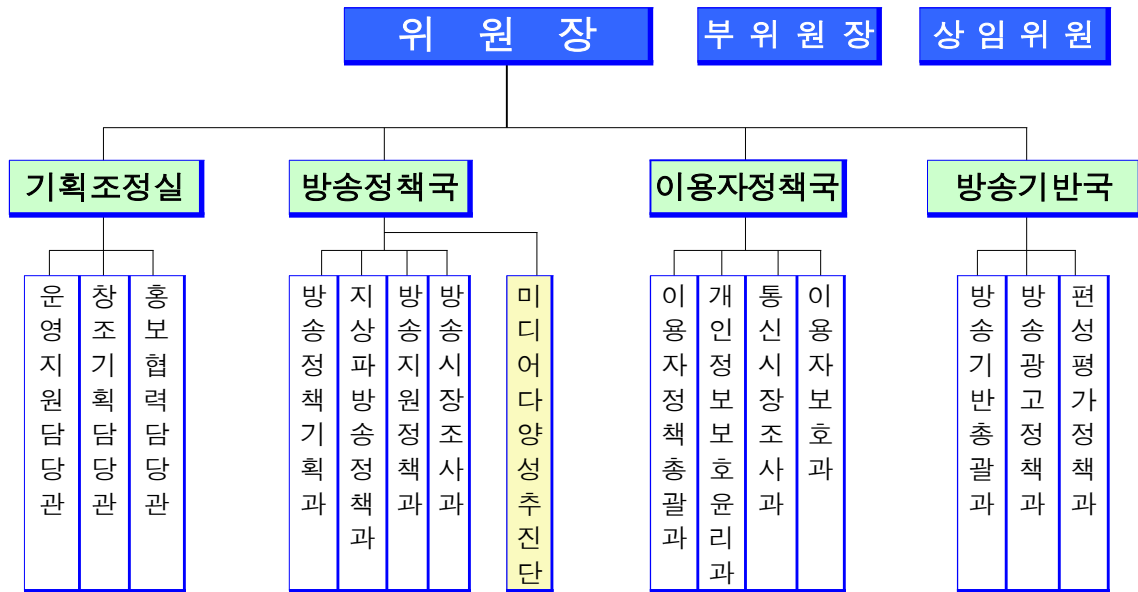 위 원 장
부 위 원 장
상 임 위 원
기획조정실
방송정책국
이용자정책국
방송기반국
운영지원담당관
창조기획담당관
홍보협력담당관
방송정책기획과
지상파방송정책과
방송지원정책과
방송시장조사과
미디어다양성추진단
이용자정책총괄과
개인정보보호윤리과
통신시장조사과
이용자보호과
방송기반총괄과
방송광고정책과
편성평가정책과